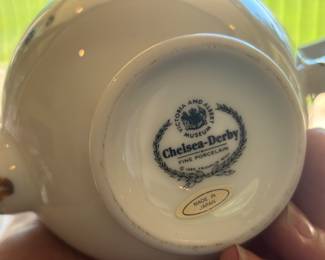 VICTORIA AND ALBERT
MUSEUM
Chelsea-Derby
FINE PORCELAIN
MADE IN
JAPAN